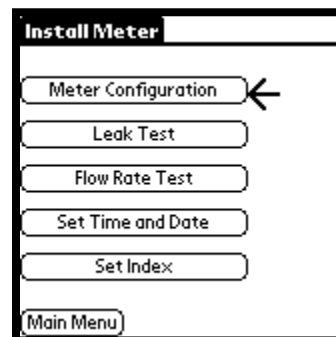 Install Meter
Meter Configuration
Leak Test
Flow Rate Test
Set Time and Date
Set Index
Main Menu